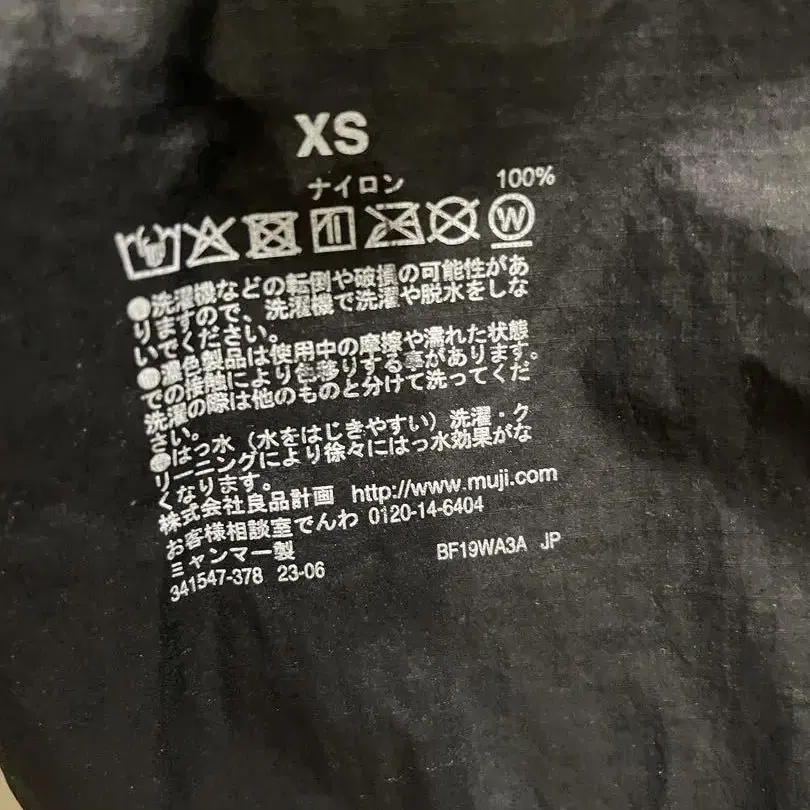 XS
ナイロン 100%
W
洗濯機などの転倒や破損の可能性があ
りますので、洗濯機で洗濯や脱水をしな
いでください。
濃色製品は使用中の摩擦や濡れた状態
での接触により色移りする事があります。
洗濯の際は他のものと分けて洗ってくだ
さい。
はっ水(水をはじきやすい)洗濯・ク
リーニングにより徐々にはっ水効果がな
くなります。
株式会社良品計画 http://www.muji.com
お客様相談室でんわ 0120-14-6404
ミャンマー製 BF19WA3A JP
341547-378 23-06